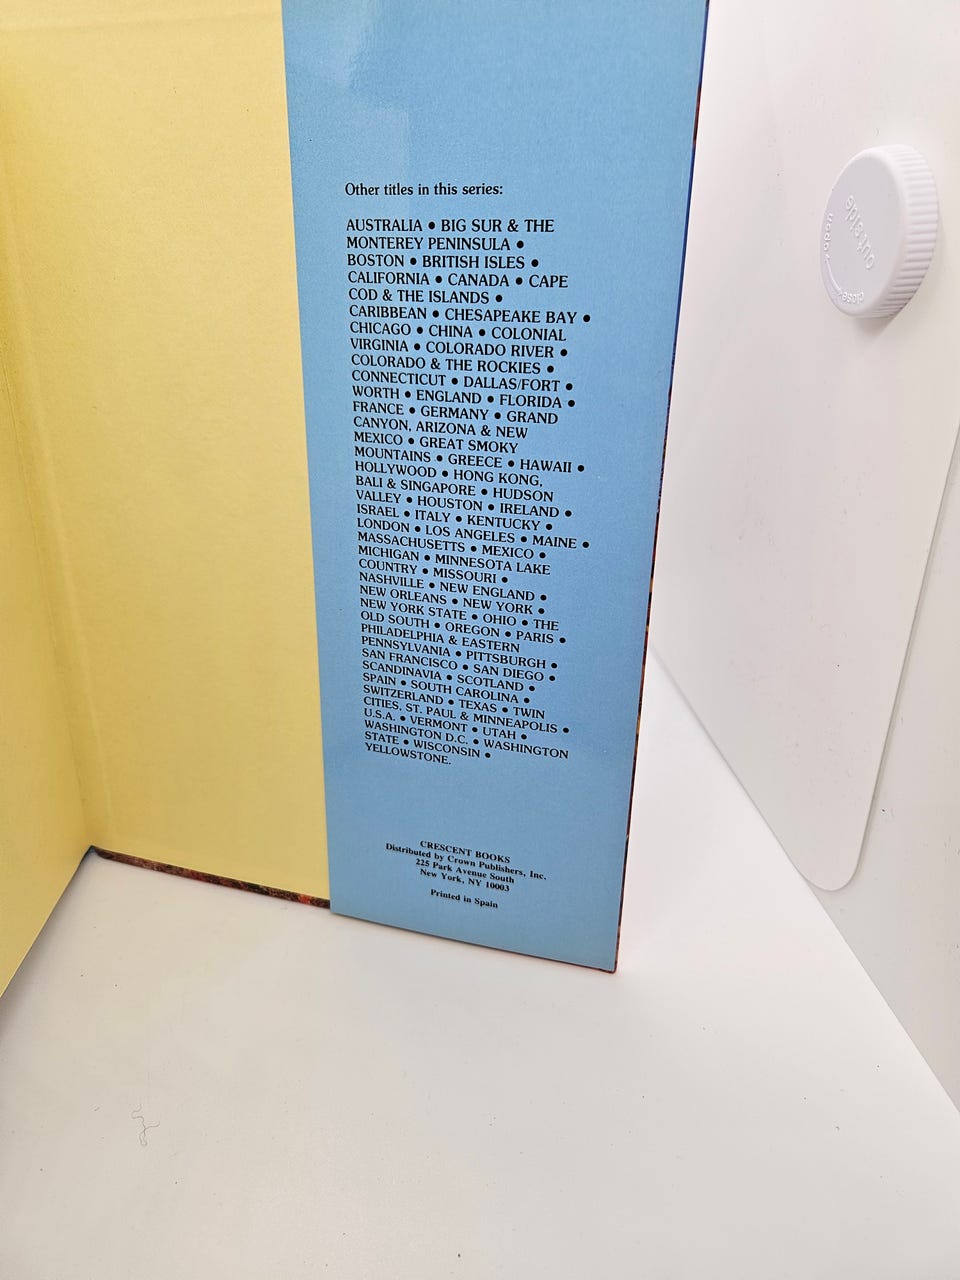 Other titles in this series:
AUSTRALIA • BIG SUR & THE
MONTEREY PENINSULA •
BOSTON • BRITISH ISLES •
CALIFORNIA • CANADA • CAPE
COD & THE ISLANDS •
CARIBBEAN • CHESAPEAKE BAY •
CHICAGO • CHINA • COLONIAL
VIRGINIA • COLORADO RIVER •
COLORADO & THE ROCKIES •
CONNECTICUT • DALLAS/FORT •
WORTH • ENGLAND • FLORIDA •
FRANCE • GERMANY • GRAND
CANYON, ARIZONA & NEW
MEXICO • GREAT SMOKY
MOUNTAINS • GREECE • HAWAII •
HOLLYWOOD • HONG KONG,
BALI & SINGAPORE • HUDSON
VALLEY • HOUSTON • IRELAND •
ISRAEL • ITALY • KENTUCKY •
LONDON • LOS ANGELES • MAINE •
MASSACHUSETTS • MEXICO •
MICHIGAN • MINNESOTA LAKE
COUNTRY • MISSOURI •
NASHVILLE • NEW ENGLAND •
NEW ORLEANS • NEW YORK •
NEW YORK STATE • OHIO • THE
OLD SOUTH • OREGON • PARIS •
PHILADELPHIA & EASTERN
PENNSYLVANIA • PITTSBURGH •
SAN FRANCISCO • SAN DIEGO •
SCANDINAVIA • SCOTLAND •
SPAIN • SOUTH CAROLINA •
SWITZERLAND • TEXAS • TWIN
CITIES, ST. PAUL & MINNEAPOLIS •
U.S.A. • VERMONT • UTAH •
WASHINGTON D.C. • WASHINGTON
STATE • WISCONSIN •
YELLOWSTONE.
CRESCENT BOOKS
Distributed by Crown Publishers, Inc.
225 Park Avenue South
New York, NY 10003
Printed in Spain
outside
open
close